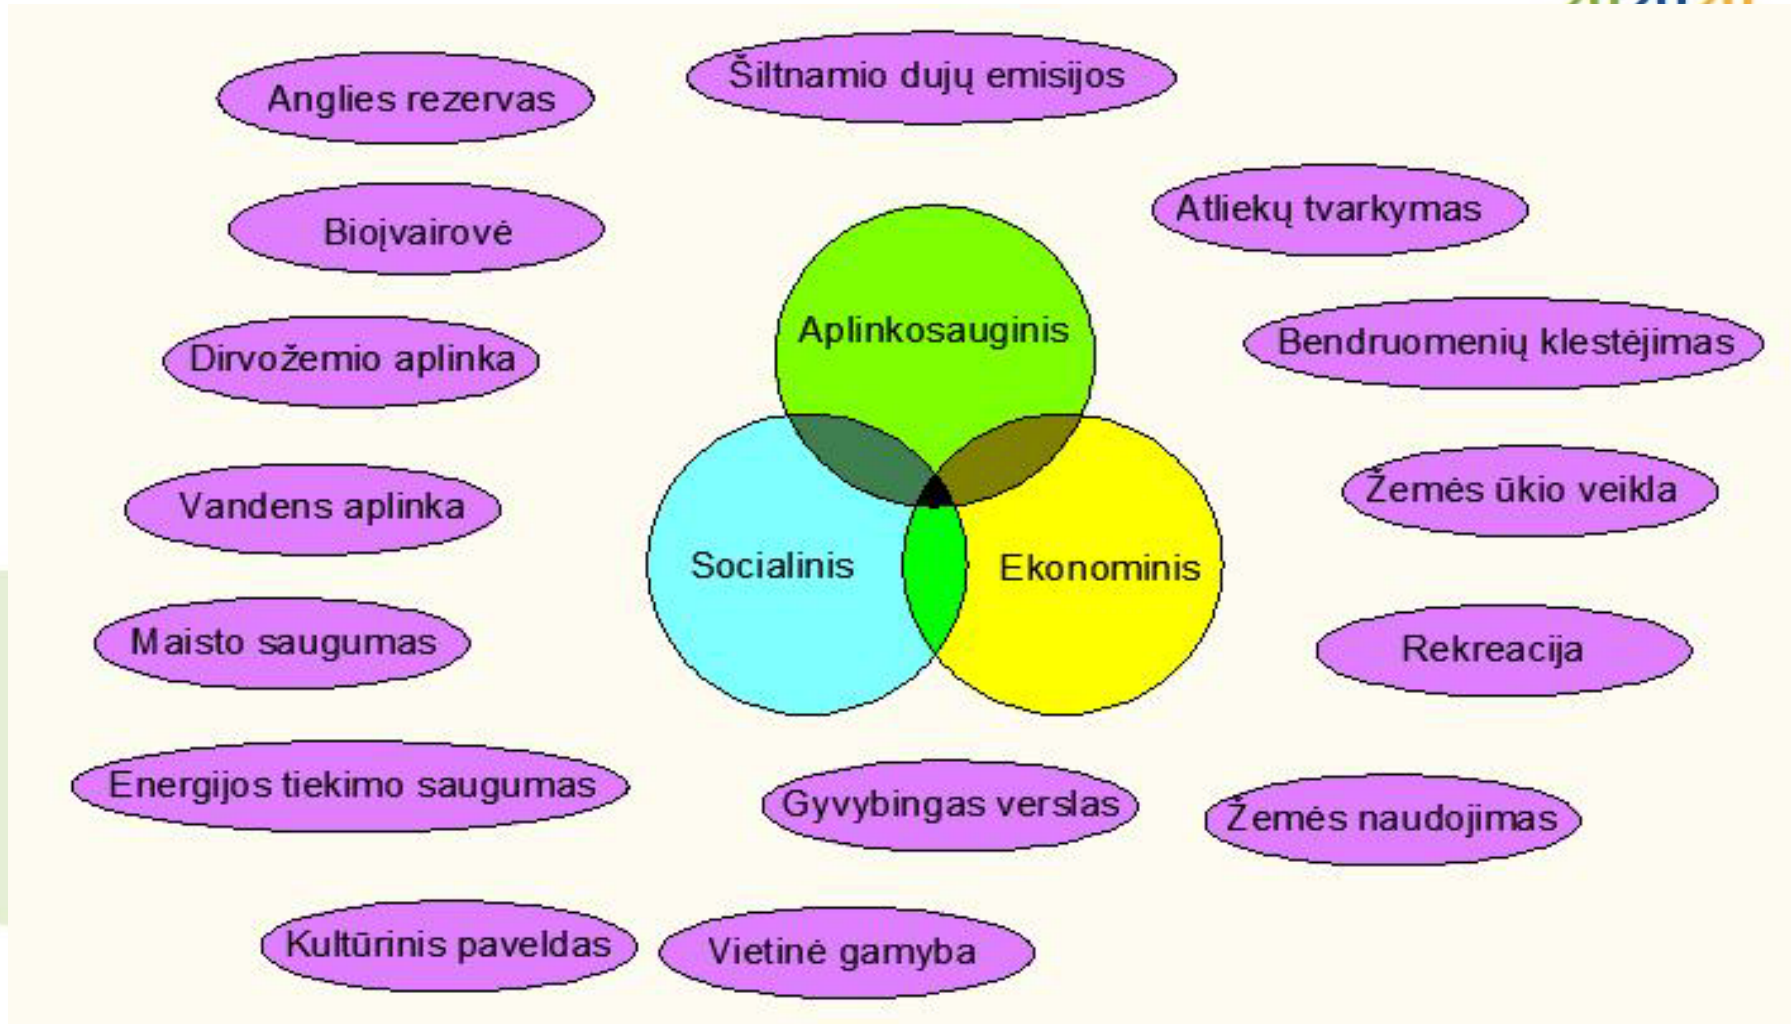 Šiltnamio dujų emisijos
Anglies rezervas
Atliekų tvarkymas
Bioįvairovė
Aplinkosauginis
Bendruomenių klestėjimas
Dirvožemio aplinka
Žemės ūkio veikla
Vandens aplinka
Socialinis
Ekonominis
Maisto saugumas
Rekreacija
Energijos tiekimo saugumas
Gyvybingas verslas
Žemės naudojimas
Kultūrinis paveldas
Vietinė gamyba